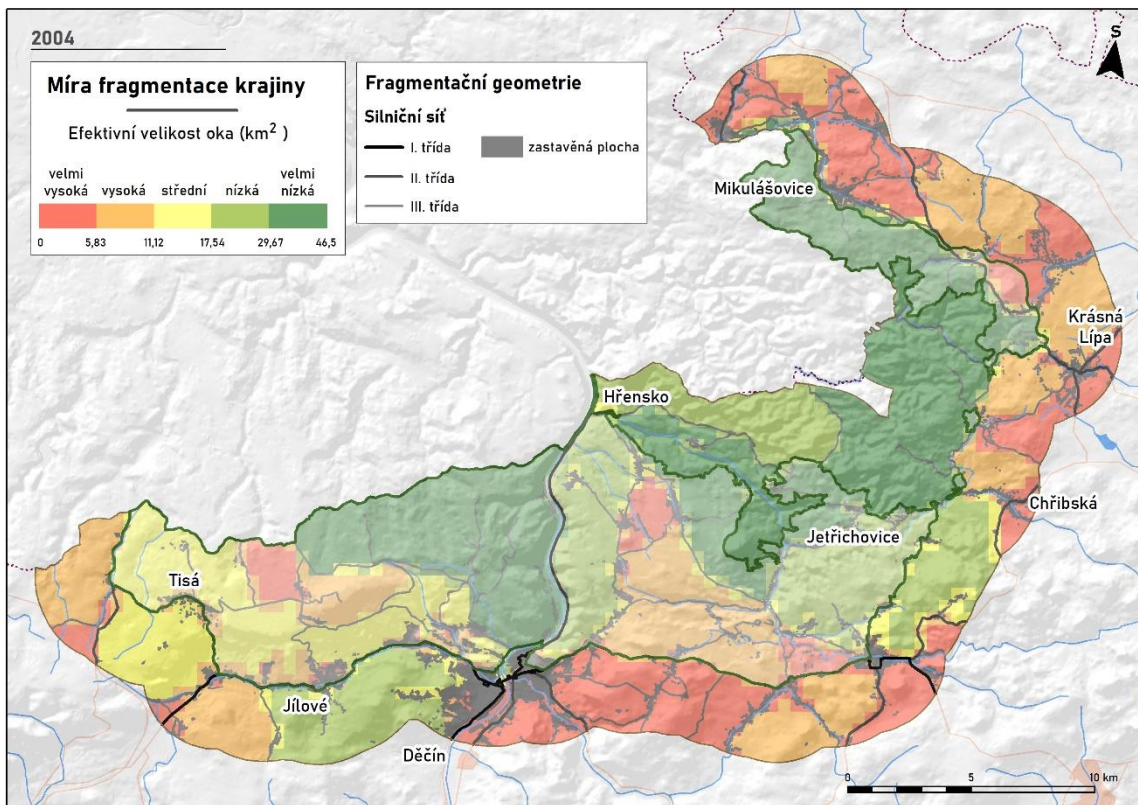 2004
Míra fragmentace krajiny
Efektivní velikost oka (km²)
velmi vysoká
vysoká
střední
nízká
velmi nízká
0
5,83
11,12
17,54
29,67
46,5
Fragmentační geometrie
Silniční síť
I. třída
II. třída
III. třída
zastavěná plocha
S
Mikulášovice
Krásná
Lípa
Hřensko
Chřibská
Jetřichovice
Tisá
Jílové
Děčín
0
5
10 km